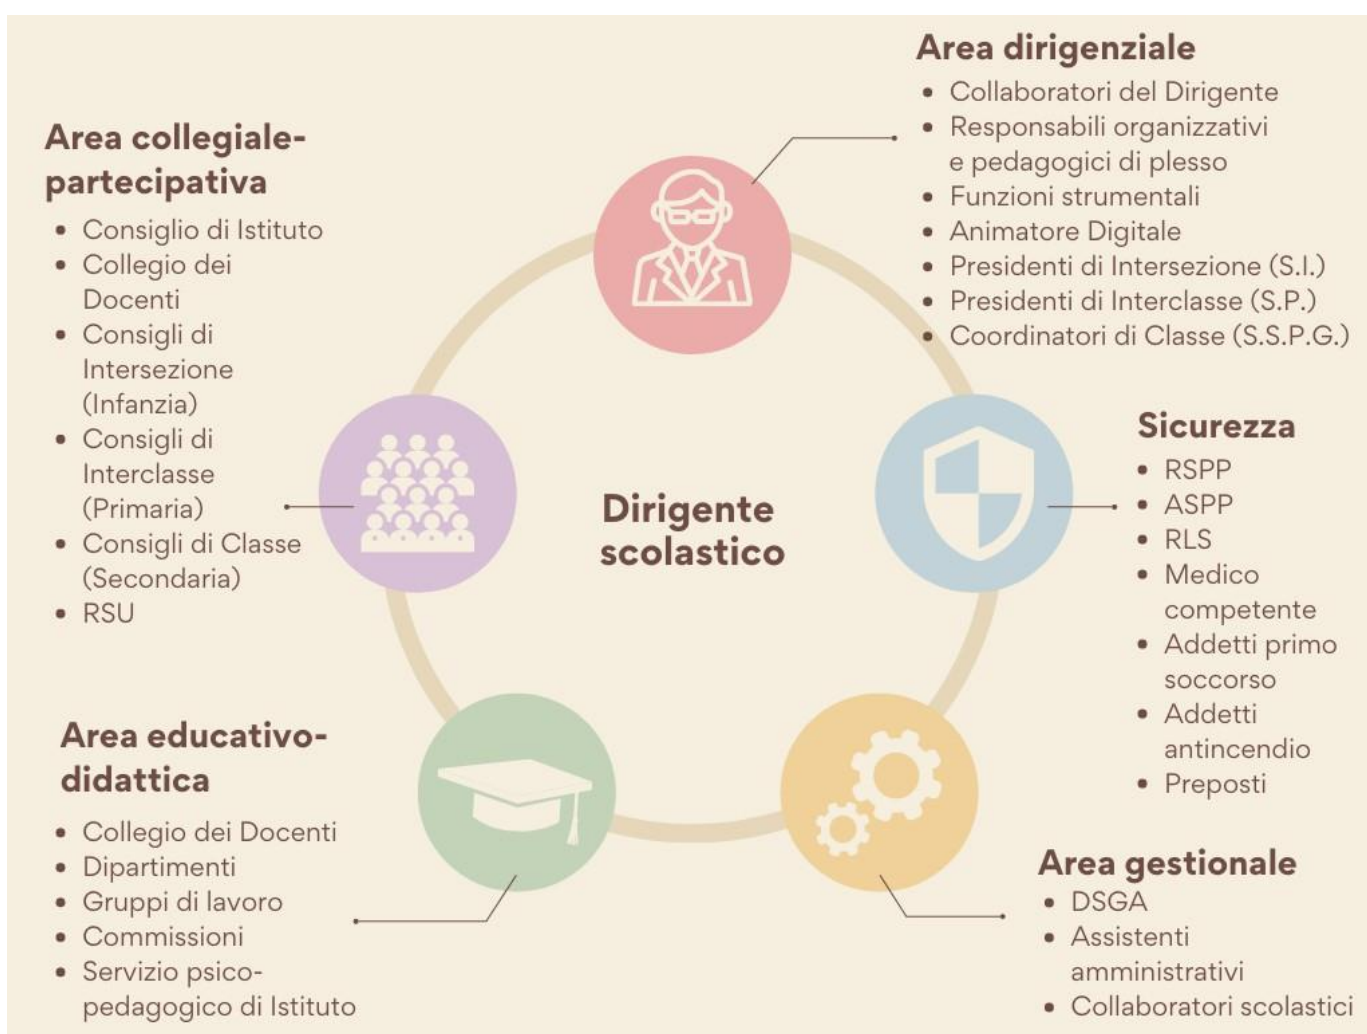 Area dirigenziale
• Collaboratori del Dirigente
• Responsabili organizzativi
e pedagogici di plesso
• Funzioni strumentali
• Animatore Digitale
• Presidenti di Intersezione (S.I.)
• Presidenti di Interclasse (S.P.)
• Coordinatori di Classe (S.S.P.G.)
Area collegiale-
partecipativa
• Consiglio di Istituto
• Collegio dei
Docenti
• Consigli di
Intersezione
(Infanzia)
• Consigli di
Interclasse
(Primaria)
• Consigli di Classe
(Secondaria)
• RSU
Dirigente
scolastico
Sicurezza
• RSPP
• ASPP
• RLS
• Medico
competente
• Addetti primo
soccorso
• Addetti
antincendio
• Preposti
Area educativo-
didattica
• Collegio dei Docenti
• Dipartimenti
• Gruppi di lavoro
• Commissioni
• Servizio psico-
pedagogico di Istituto
Area gestionale
• DSGA
• Assistenti
amministrativi
• Collaboratori scolastici